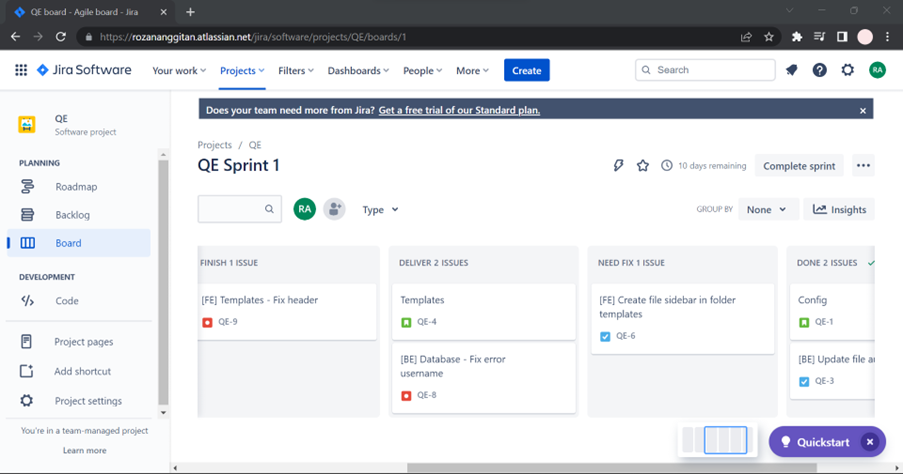 QE board - Agile board - Jira
https://rozananggitan.atlassian.net/jira/software/projects/QE/boards/1
Jira Software
Your work
Projects
Filters
Dashboards
People
More
Create
Search
RA
QE
Software project
PLANNING
Roadmap
Backlog
Board
DEVELOPMENT
Code
Project pages
Add shortcut
Project settings
You're in a team-managed project
Learn more
Does your team need more from Jira? Get a free trial of our Standard plan.
Projects / QE
QE Sprint 1
10 days remaining
Complete sprint
RA
Type
GROUP BY
None
Insights
FINISH 1 ISSUE
[FE] Templates - Fix header
QE-9
DELIVER 2 ISSUES
Templates
QE-4
[BE] Database - Fix error
username
QE-8
NEED FIX 1 ISSUE
[FE] Create file sidebar in folder
templates
QE-6
DONE 2 ISSUES
Config
QE-1
[BE] Update file
QE-3
Quickstart